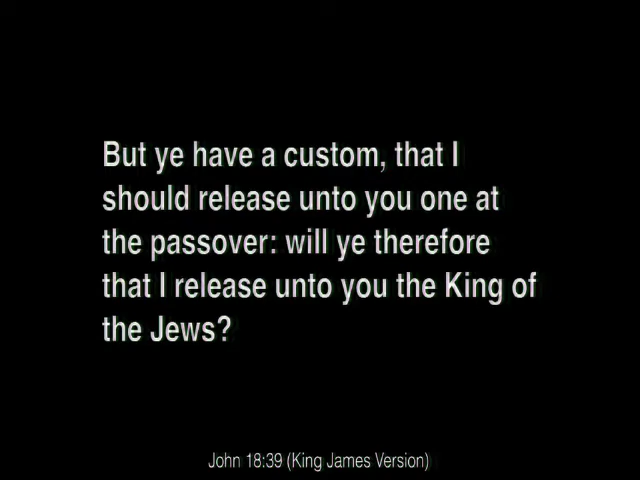 But ye have a custom, that I
should release unto you one at
the passover: will ye therefore
that I release unto you the King of
the Jews?
John 18:39 (King James Version)